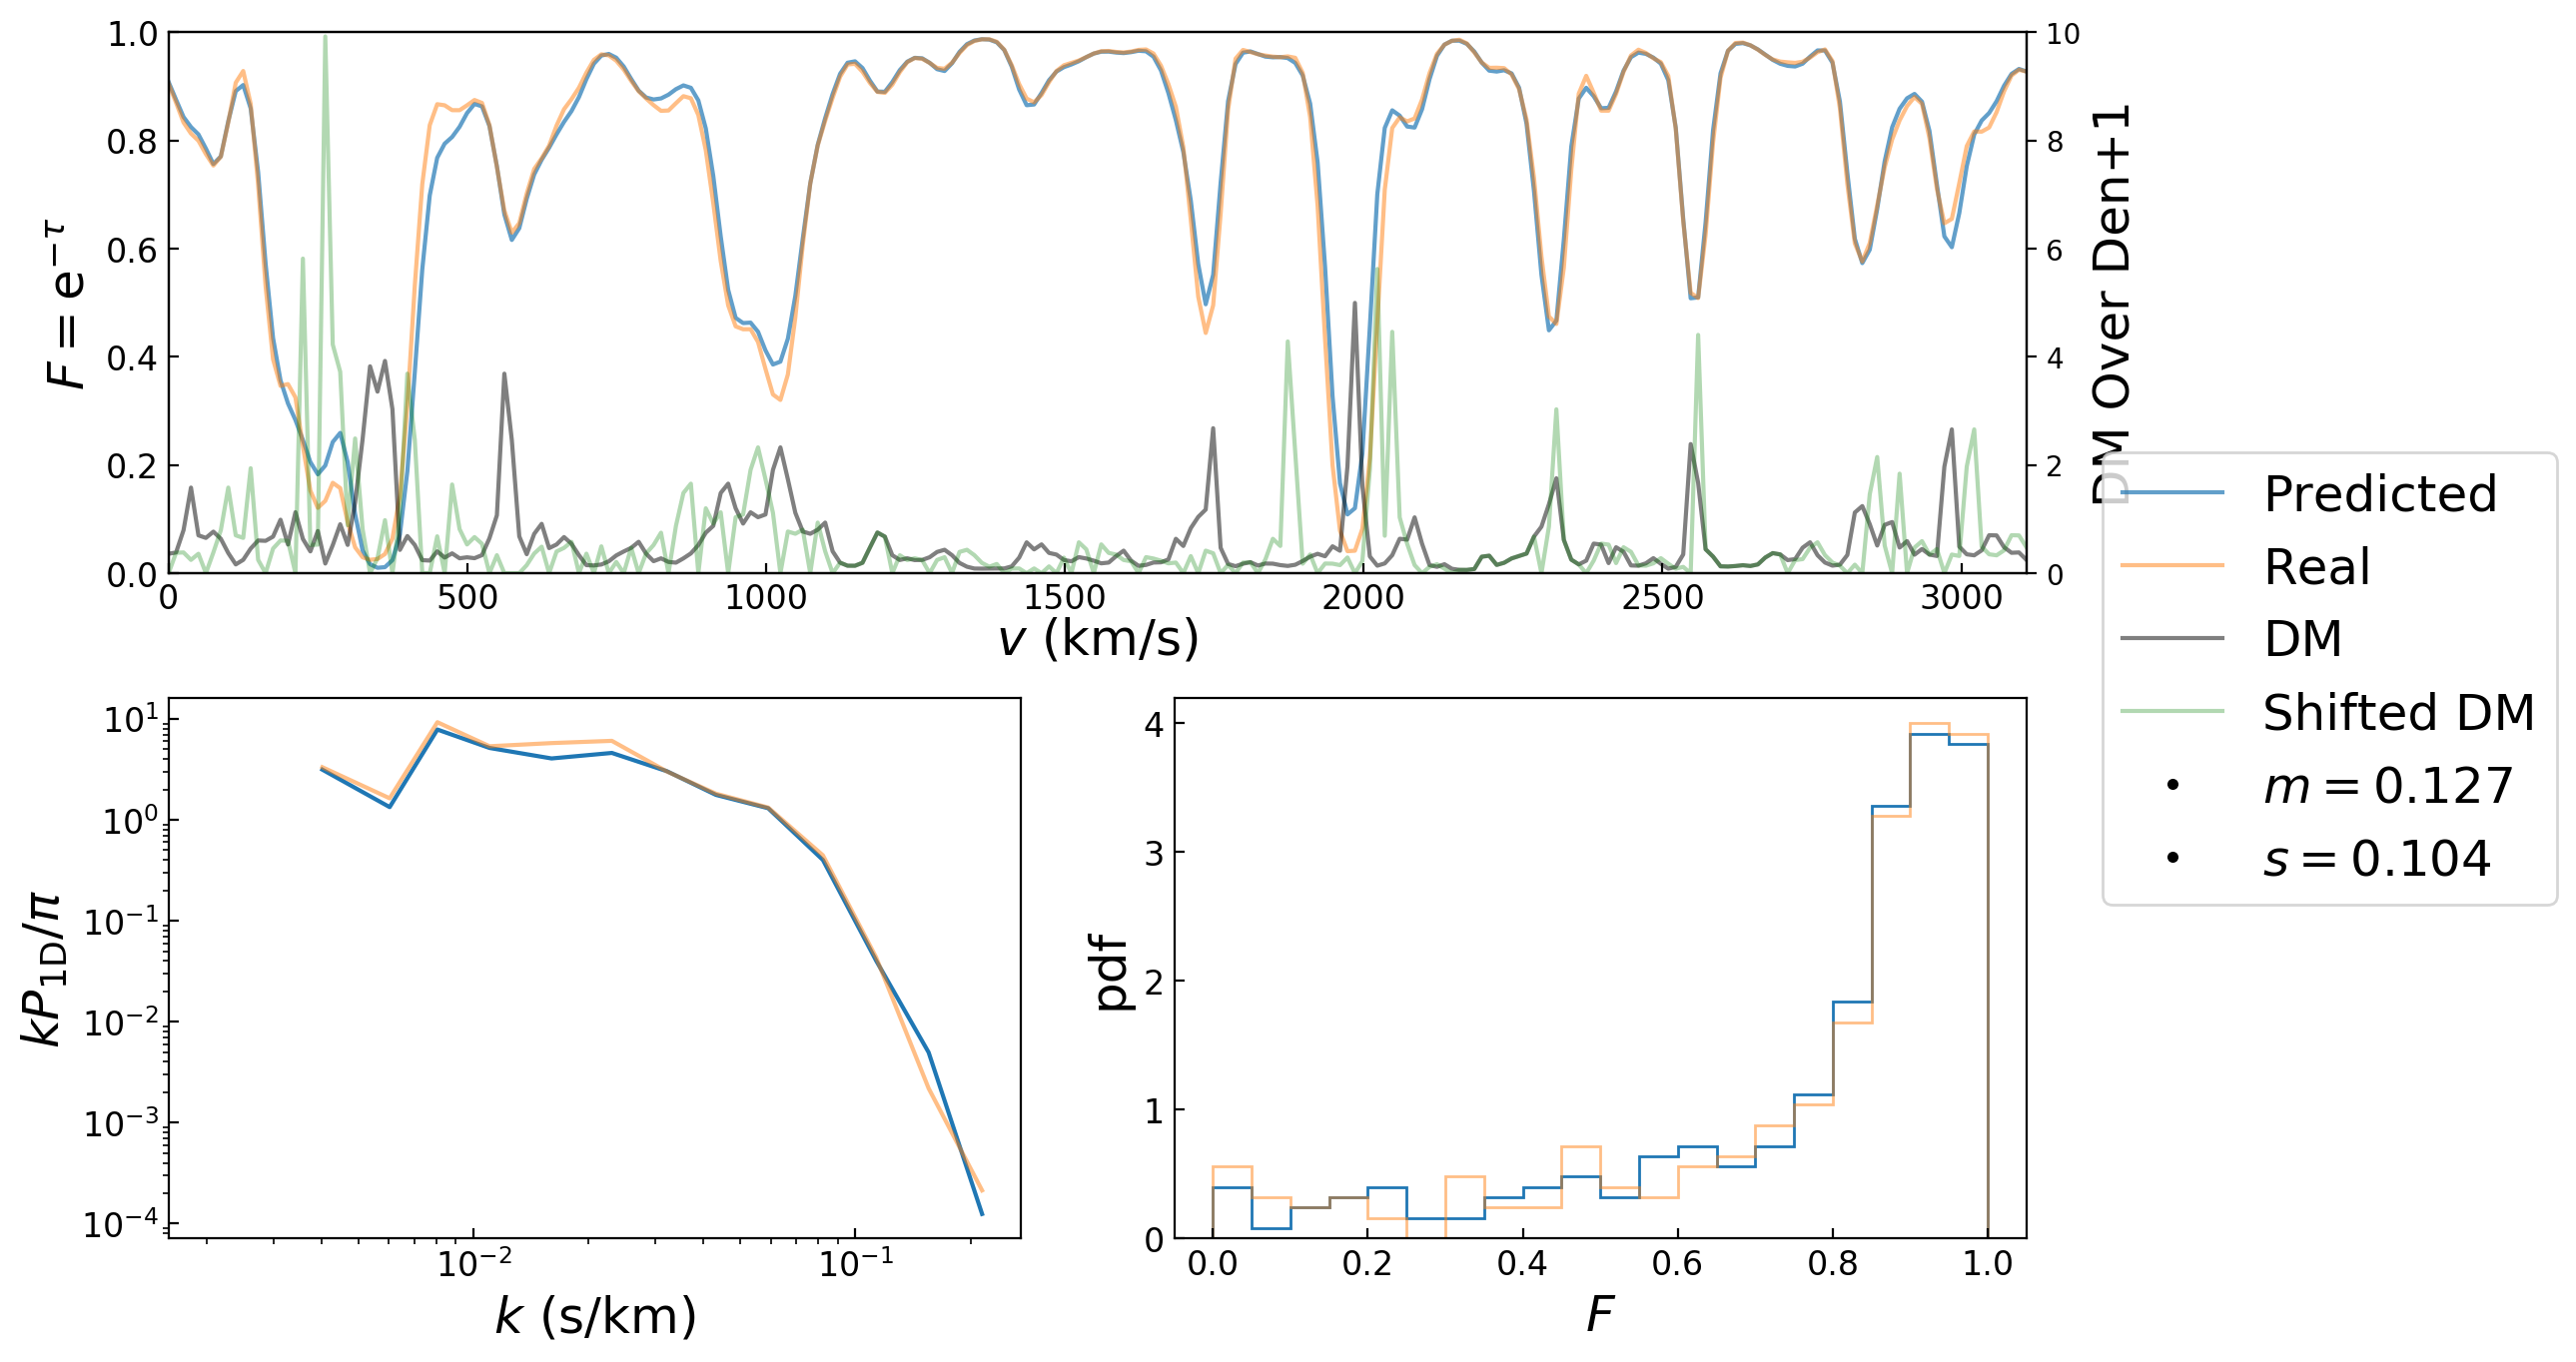 1.0
0.8
0.6
0.4
0.2
0.0
F = e^{-τ}
10
8
6
4
2
0
DM Over Den+1
0 500 1000 1500 2000 2500 3000
v (km/s)
Predicted
Real
DM
Shifted DM
m = 0.127
s = 0.104
10^1
10^0
10^{-1}
10^{-2}
10^{-3}
10^{-4}
kP_{1D}/π
10^{-2} 10^{-1}
k (s/km)
4
3
2
1
0
pdf
0.0 0.2 0.4 0.6 0.8 1.0
F